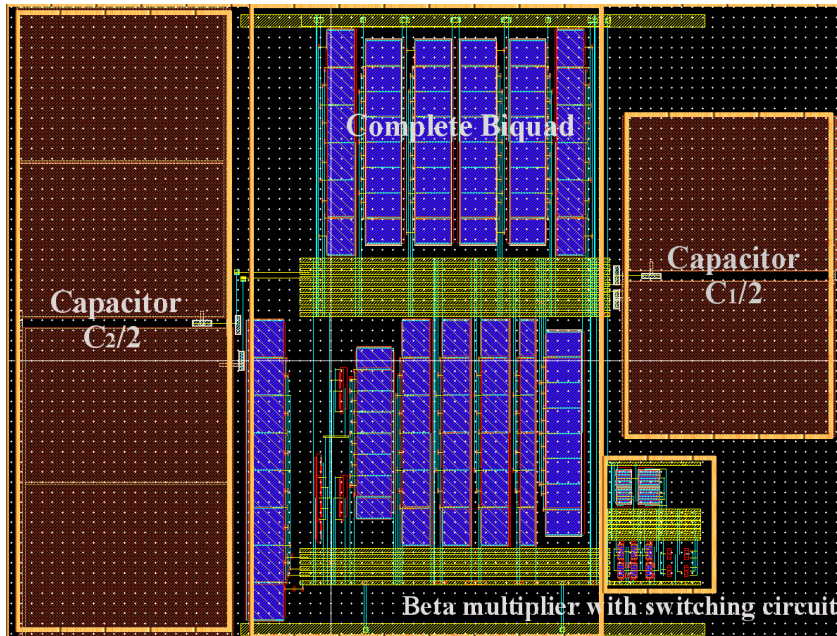 Complete Biquad
Capacitor
C₁/2
Capacitor
C₂/2
Beta multiplier with switching circuit